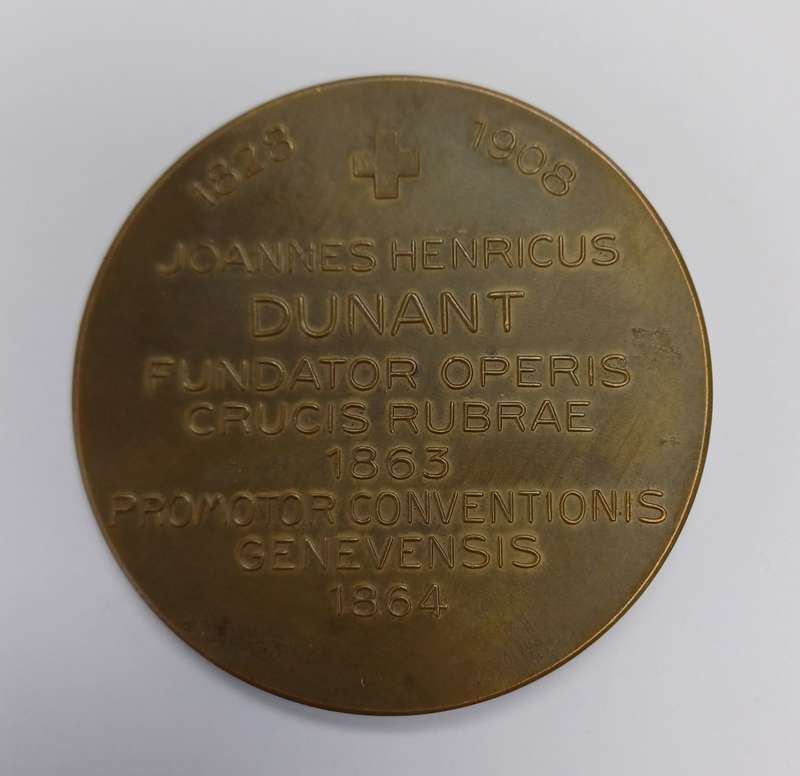 1828 1908
JOANNES HENRICUS
DUNANT
FUNDATOR OPERIS
CRUCIS RUBRAE
1863
PROMOTOR CONVENTIONIS
GENEVENSIS
1864